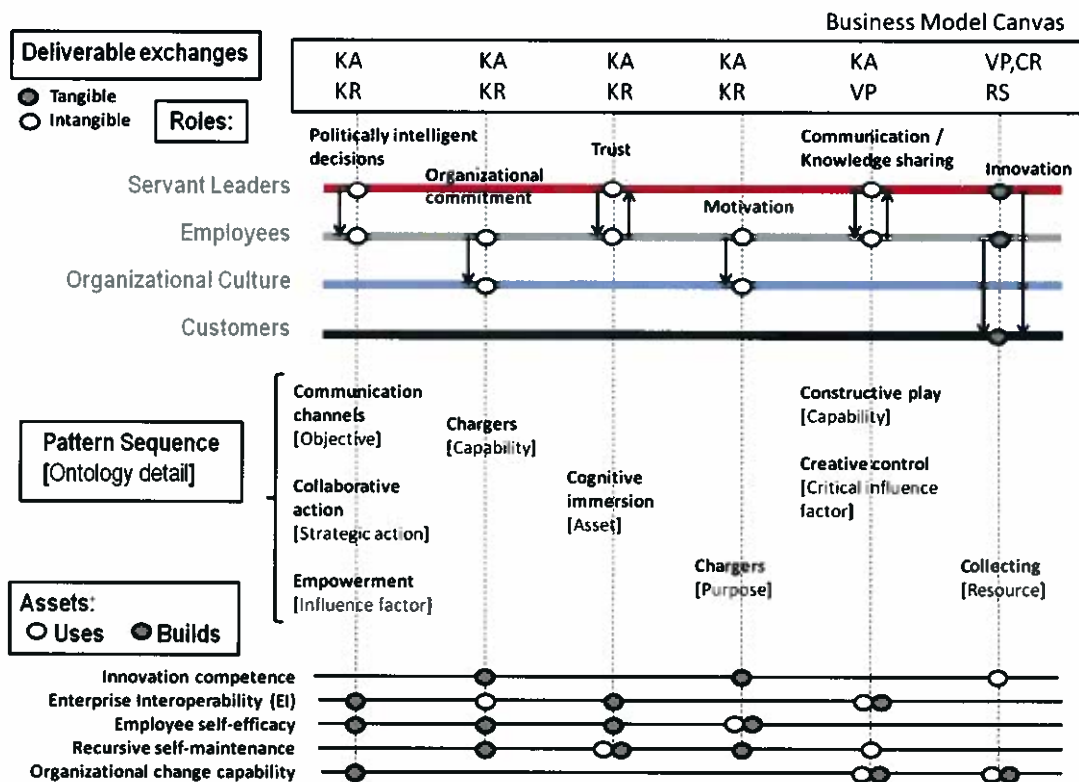 Business Model Canvas
Deliverable exchanges
Tangible
Intangible
Roles:
KA KA KA KA KA VP,CR
KR KR KR KR VP RS
Politically intelligent
decisions
Organizational
commitment
Trust
Motivation
Communication /
Knowledge sharing
Innovation
Servant Leaders
Employees
Organizational Culture
Customers
Pattern Sequence
[Ontology detail]
Communication
channels
[Objective]
Collaborative
action
[Strategic action]
Empowerment
[Influence factor]
Chargers
[Capability]
Cognitive
immersion
[Asset]
Chargers
[Purpose]
Constructive play
[Capability]
Creative control
[Critical influence
factor]
Collecting
[Resource]
Assets:
Uses Builds
Innovation competence
Enterprise Interoperability (EI)
Employee self-efficacy
Recursive self-maintenance
Organizational change capability